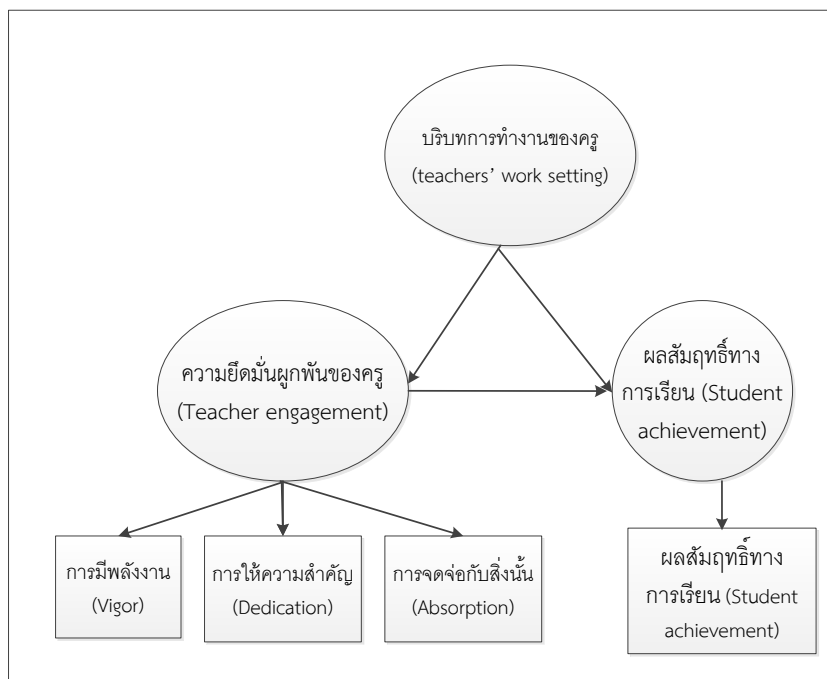 บริบทการทำงานของครู
(teachers’ work setting)
ความยึดมั่นผูกพันของครู
(Teacher engagement)
ผลสัมฤทธิ์ทาง
การเรียน (Student
achievement)
การมีพลังงาน
(Vigor)
การให้ความสำคัญ
(Dedication)
การจดจ่อกับสิ่งนั้น
(Absorption)
ผลสัมฤทธิ์ทาง
การเรียน (Student
achievement)